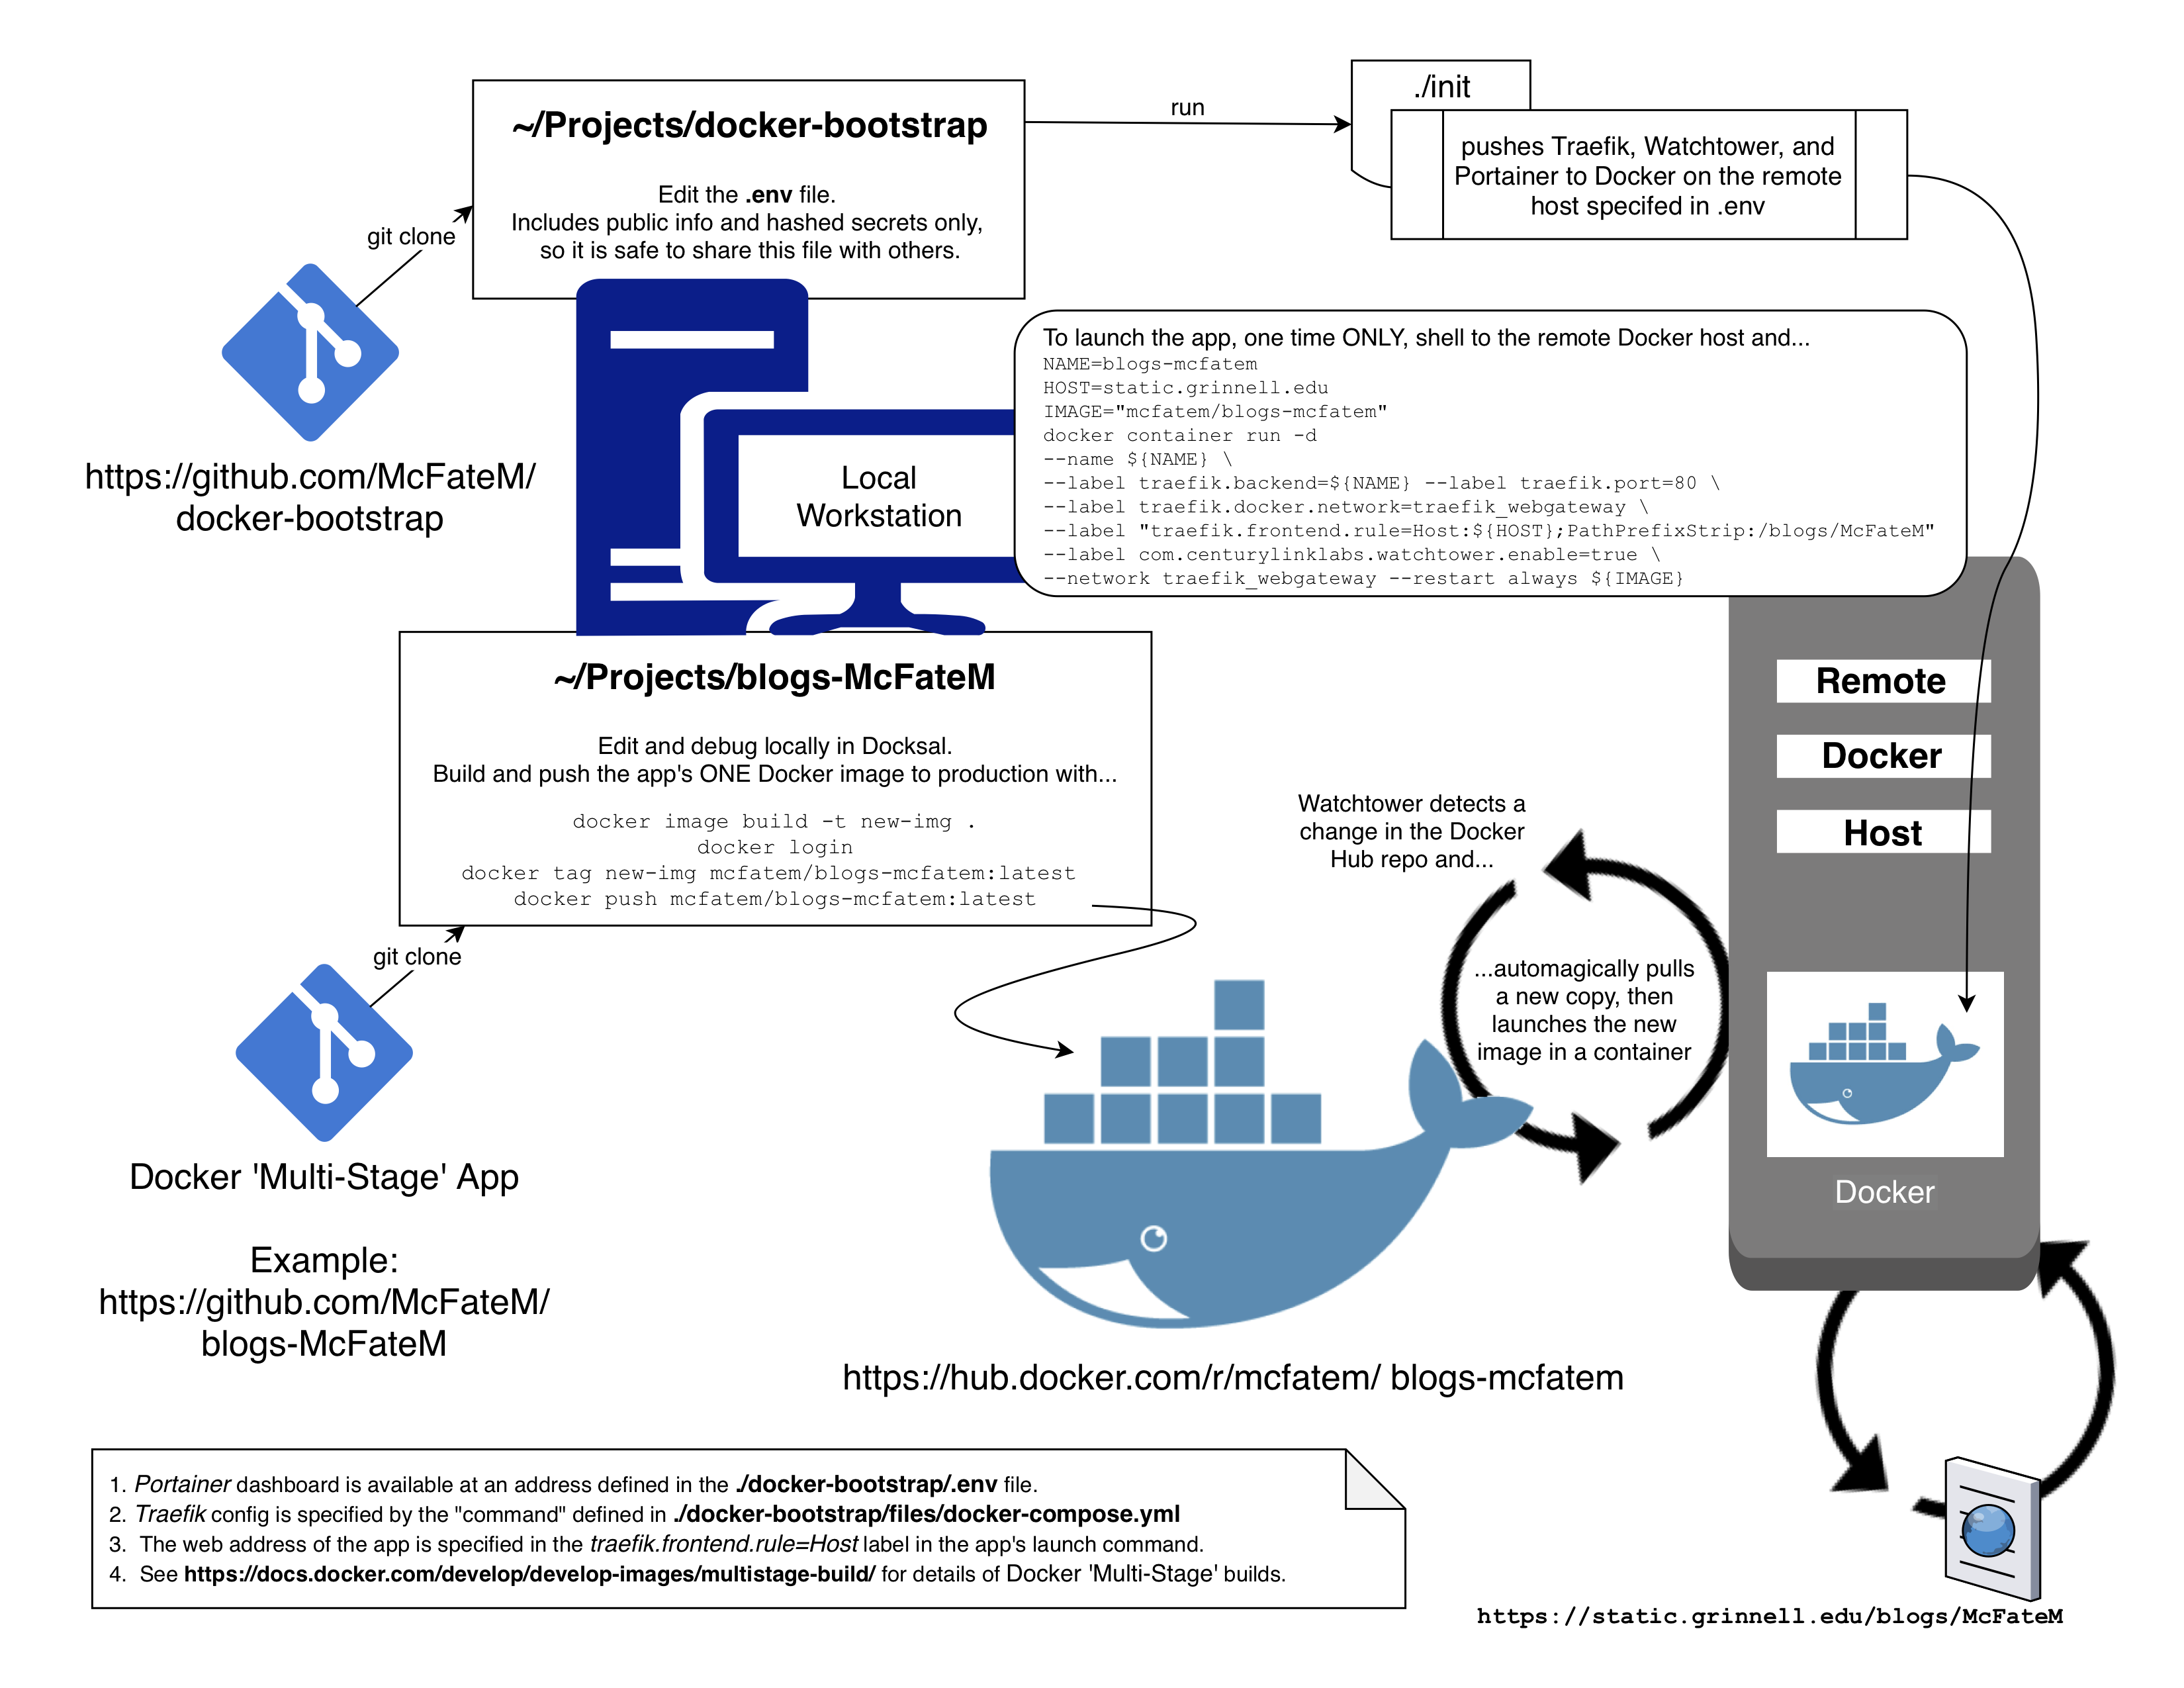 ~/Projects/docker-bootstrap
Edit the .env file.
Includes public info and hashed secrets only,
so it is safe to share this file with others.
run
./init
pushes Traefik, Watchtower, and
Portainer to Docker on the remote
host specifed in .env
git clone
https://github.com/McFateM/
docker-bootstrap
Local
Workstation
To launch the app, one time ONLY, shell to the remote Docker host and...
NAME=blogs-mcfatem
HOST=static.grinnell.edu
IMAGE="mcfatem/blogs-mcfatem"
docker container run -d
--name ${NAME} \
--label traefik.backend=${NAME} --label traefik.port=80 \
--label traefik.docker.network=traefik_webgateway \
--label "traefik.frontend.rule=Host:${HOST};PathPrefixStrip:/blogs/McFateM"
--label com.centurylinklabs.watchtower.enable=true \
--network traefik_webgateway --restart always ${IMAGE}
~/Projects/blogs-McFateM
Edit and debug locally in Docksal.
Build and push the app's ONE Docker image to production with...
docker image build -t new-img .
docker login
docker tag new-img mcfatem/blogs-mcfatem:latest
docker push mcfatem/blogs-mcfatem:latest
git clone
Docker 'Multi-Stage' App
Example:
https://github.com/McFateM/
blogs-McFateM
Watchtower detects a
change in the Docker
Hub repo and...
...automagically pulls
a new copy, then
launches the new
image in a container
Remote
Docker
Host
Docker
https://hub.docker.com/r/mcfatem/ blogs-mcfatem
1. Portainer dashboard is available at an address defined in the ./docker-bootstrap/.env file.
2. Traefik config is specified by the "command" defined in ./docker-bootstrap/files/docker-compose.yml
3. The web address of the app is specified in the traefik.frontend.rule=Host label in the app's launch command.
4. See https://docs.docker.com/develop/develop-images/multistage-build/ for details of Docker 'Multi-Stage' builds.
https://static.grinnell.edu/blogs/McFateM